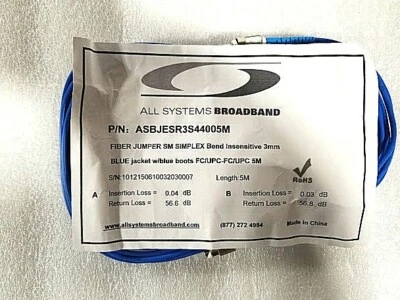 ALL SYSTEMS BROADBAND
P/N: ASBJESR3S44005M
FIBER JUMPER SM SIMPLEX Bend Insensitive 3mm
BLUE jacket w/blue boots FC/UPC-FC/UPC 5M
S/N:1012150610032030007 Length:5M
RoHS
A Insertion Loss = 0.04 dB B Insertion Loss = 0.03 dB
Return Loss = 56.6 dB Return Loss = 56.8 dB
www.allsystemsbroadband.com (877) 272 4984 Made in China